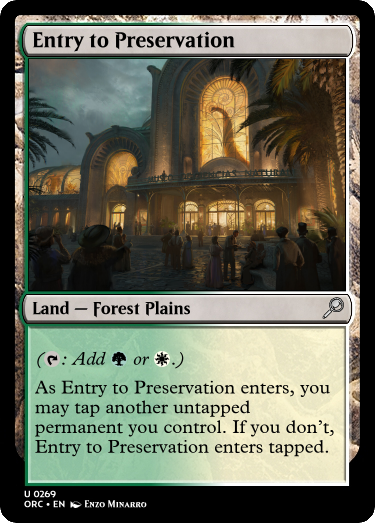 Entry to Preservation
Land — Forest Plains
(: Add or .)
As Entry to Preservation enters, you
may tap another untapped
permanent you control. If you don't,
Entry to Preservation enters tapped.
U 0269
ORC • EN Enzo Minarro